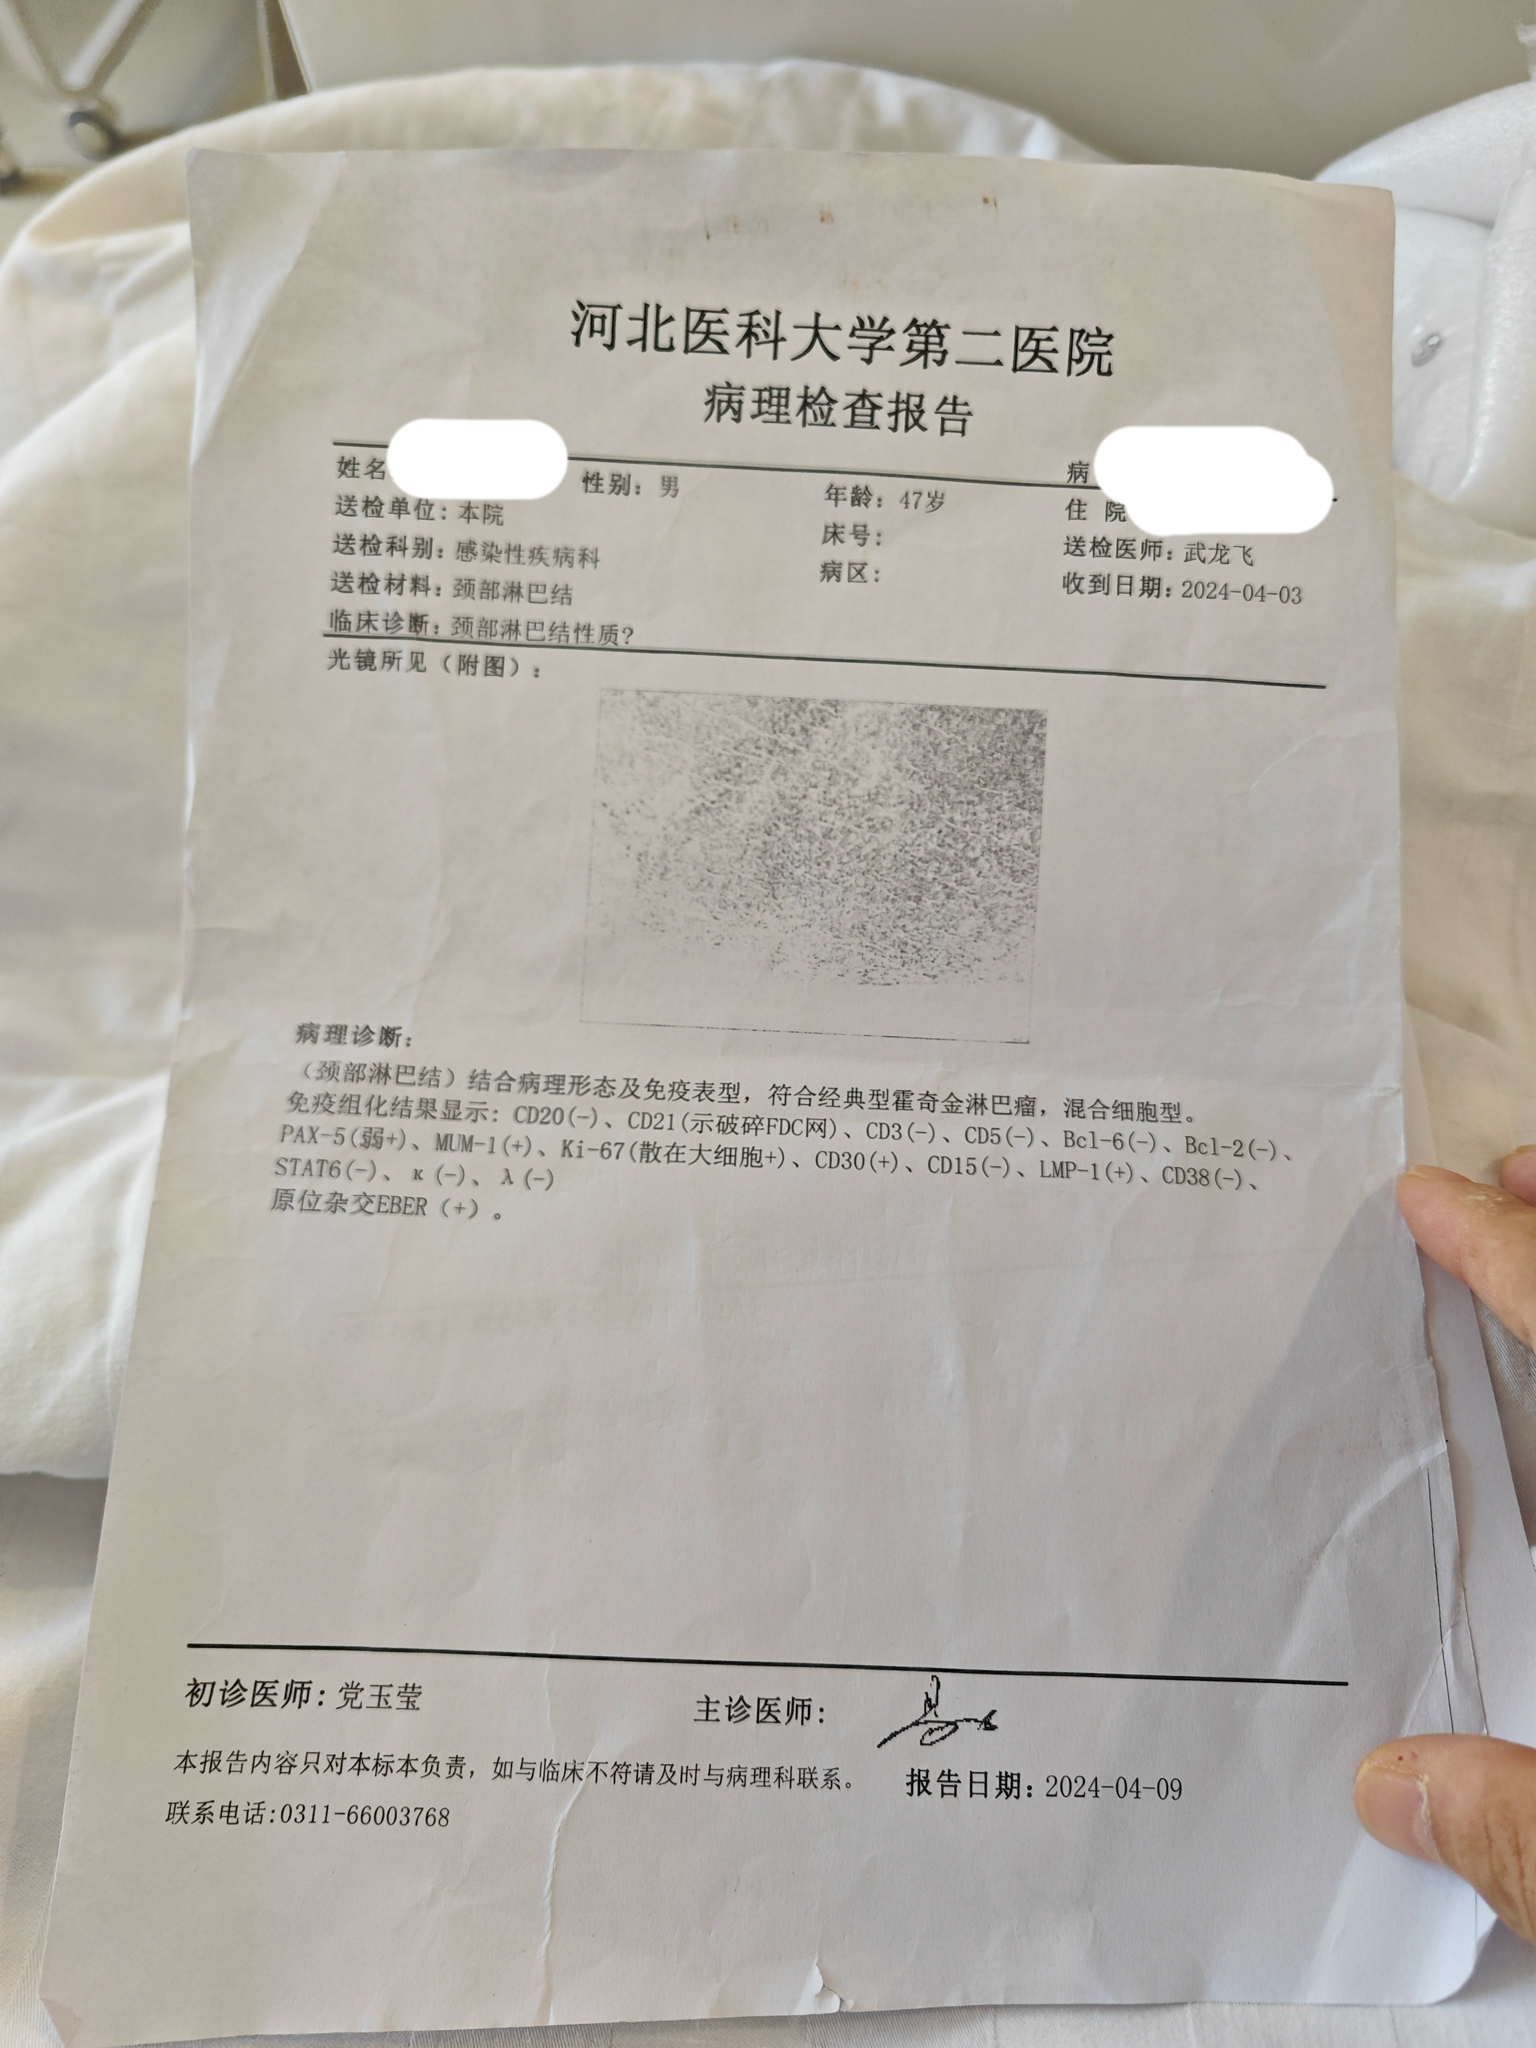 河北医科大学第二医院
病理检查报告
姓名 性别：男 年龄：47岁 病
送检单位：本院 床号： 住 院
送检科别：感染性疾病科 病区： 送检医师：武龙飞
送检材料：颈部淋巴结 收到日期：2024-04-03
临床诊断：颈部淋巴结性质?
光镜所见（附图）：
病理诊断：
（颈部淋巴结）结合病理形态及免疫表型，符合经典型霍奇金淋巴瘤，混合细胞型。
免疫组化结果显示：CD20(-)、CD21(示破碎FDC网)、CD3(-)、CD5(-)、Bcl-6(-)、Bcl-2(-)、
PAX-5(弱+)、MUM-1(+)、Ki-67(散在大细胞+)、CD30(+)、CD15(-)、LMP-1(+)、CD38(-)、
STAT6(-)、κ(-)、λ(-)
原位杂交EBER（+）。
初诊医师：党玉莹 主诊医师：
本报告内容只对本标本负责，如与临床不符请及时与病理科联系。 报告日期：2024-04-09
联系电话:0311-66003768